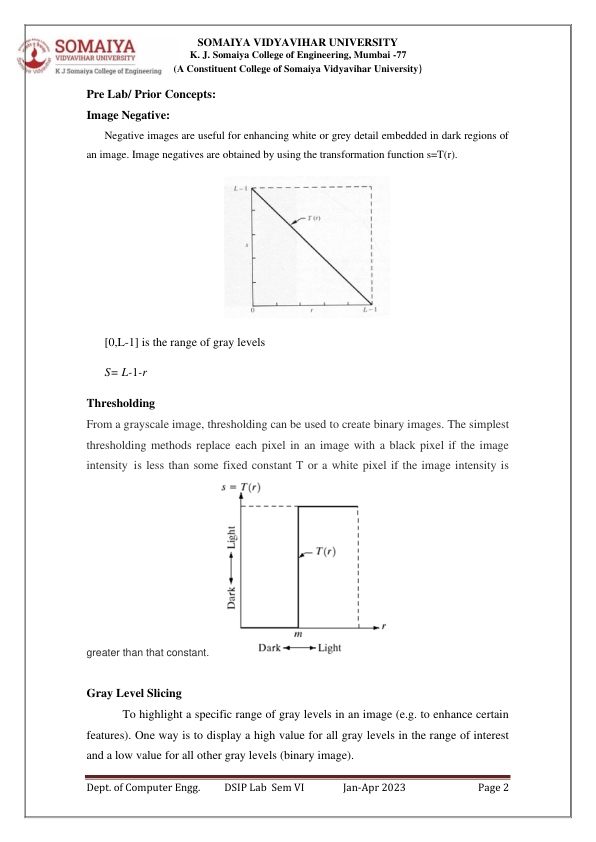 SOMAIYA
VIDYAVIHAR UNIVERSITY
K J Somaiya College of Engineering
SOMAIYA VIDYAVIHAR UNIVERSITY
K. J. Somaiya College of Engineering, Mumbai -77
(A Constituent College of Somaiya Vidyavihar University)
Pre Lab/ Prior Concepts:
Image Negative:
Negative images are useful for enhancing white or grey detail embedded in dark regions of
an image. Image negatives are obtained by using the transformation function s=T(r).
L–1
T(r)
s
0 r L–1
[0,L-1] is the range of gray levels
S= L-1-r
Thresholding
From a grayscale image, thresholding can be used to create binary images. The simplest
thresholding methods replace each pixel in an image with a black pixel if the image
intensity is less than some fixed constant T or a white pixel if the image intensity is
s = T(r)
Dark ⟷ Light
T(r)
r
m
Dark ⟷ Light
greater than that constant.
Gray Level Slicing
To highlight a specific range of gray levels in an image (e.g. to enhance certain
features). One way is to display a high value for all gray levels in the range of interest
and a low value for all other gray levels (binary image).
Dept. of Computer Engg. DSIP Lab Sem VI Jan-Apr 2023 Page 2